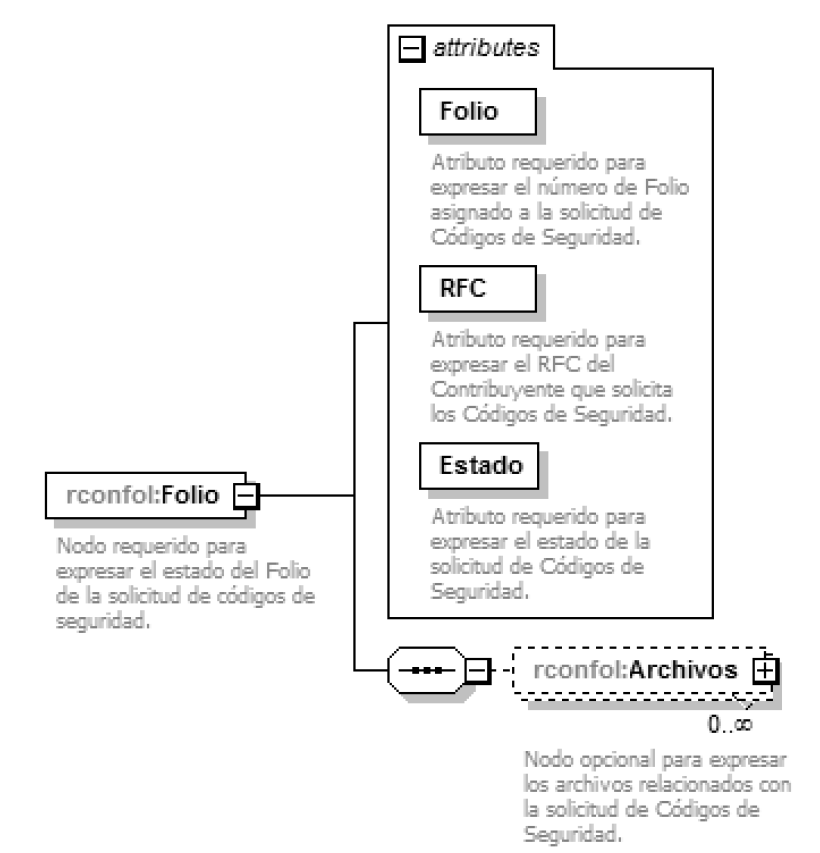 attributes
Folio
Atributo requerido para
expresar el número de Folio
asignado a la solicitud de
Códigos de Seguridad.
RFC
Atributo requerido para
expresar el RFC del
Contribuyente que solicita
los Códigos de Seguridad.
Estado
Atributo requerido para
expresar el estado de la
solicitud de Códigos de
Seguridad.
rconfol:Folio
Nodo requerido para
expresar el estado del Folio
de la solicitud de códigos de
seguridad.
rconfol:Archivos
0..∞
Nodo opcional para expresar
los archivos relacionados con
la solicitud de Códigos de
Seguridad.